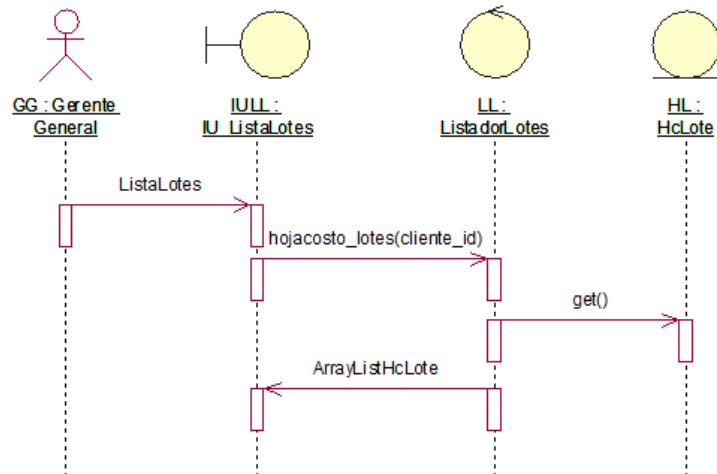 GG : Gerente
General
IULL :
IU_ListaLotes
LL :
ListadorLotes
HL :
HcLote
ListaLotes
hojacosto_lotes(cliente_id)
get()
ArrayListHcLote